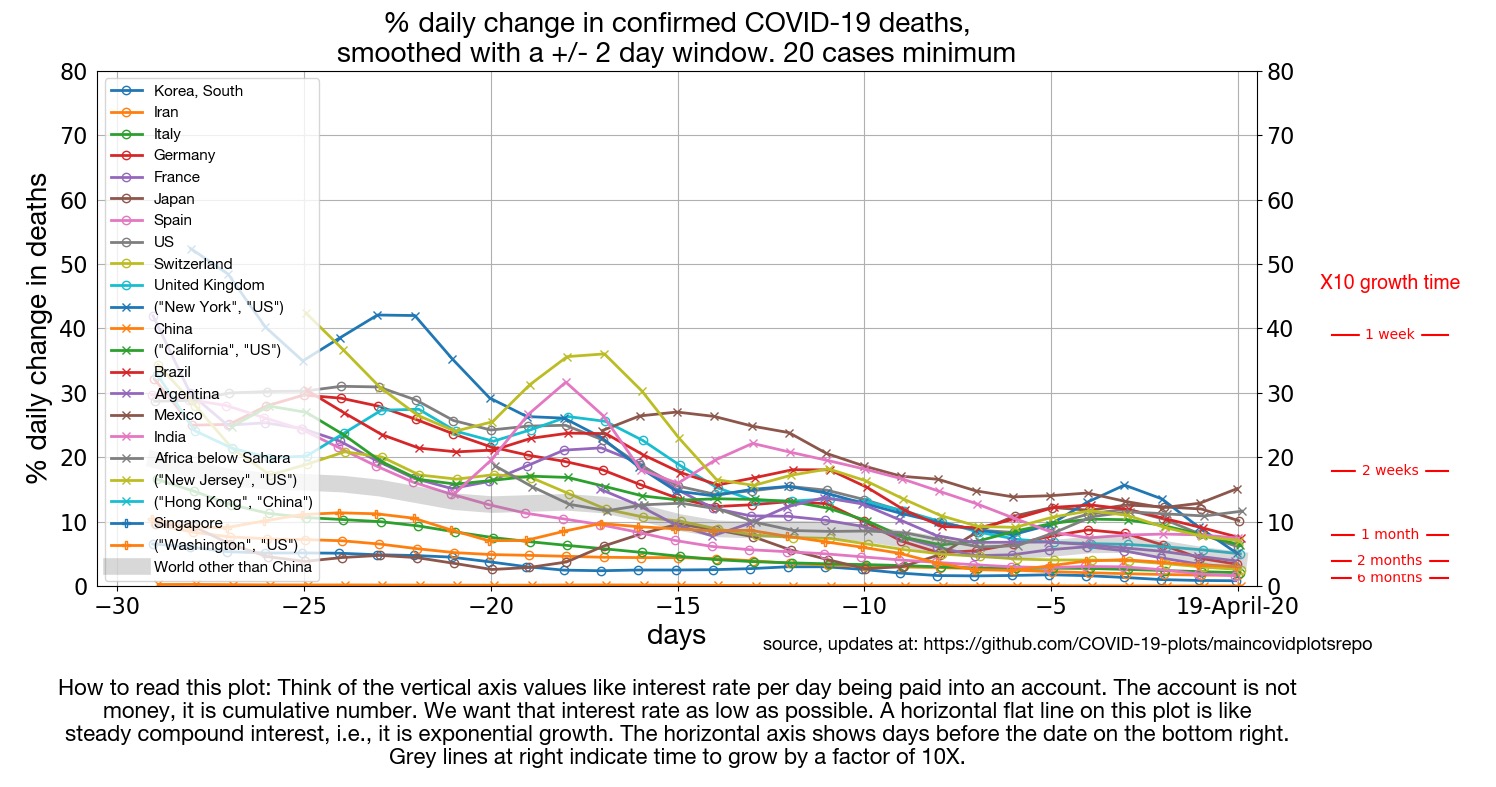 % daily change in confirmed COVID-19 deaths,
smoothed with a +/- 2 day window. 20 cases minimum
% daily change in deaths
80
70
60
50
40
30
20
10
0
Korea, South
Iran
Italy
Germany
France
Japan
Spain
US
Switzerland
United Kingdom
("New York", "US")
China
("California", "US")
Brazil
Argentina
Mexico
India
Africa below Sahara
("New Jersey", "US")
("Hong Kong", "China")
Singapore
("Washington", "US")
World other than China
80
70
60
50
40
30
20
10
0
X10 growth time
1 week
2 weeks
1 month
2 months
6 months
−30
−25
−20
−15
−10
−5
19-April-20
days
source, updates at: https://github.com/COVID-19-plots/maincovidplotsrepo
How to read this plot: Think of the vertical axis values like interest rate per day being paid into an account. The account is not
money, it is cumulative number. We want that interest rate as low as possible. A horizontal flat line on this plot is like
steady compound interest, i.e., it is exponential growth. The horizontal axis shows days before the date on the bottom right.
Grey lines at right indicate time to grow by a factor of 10X.